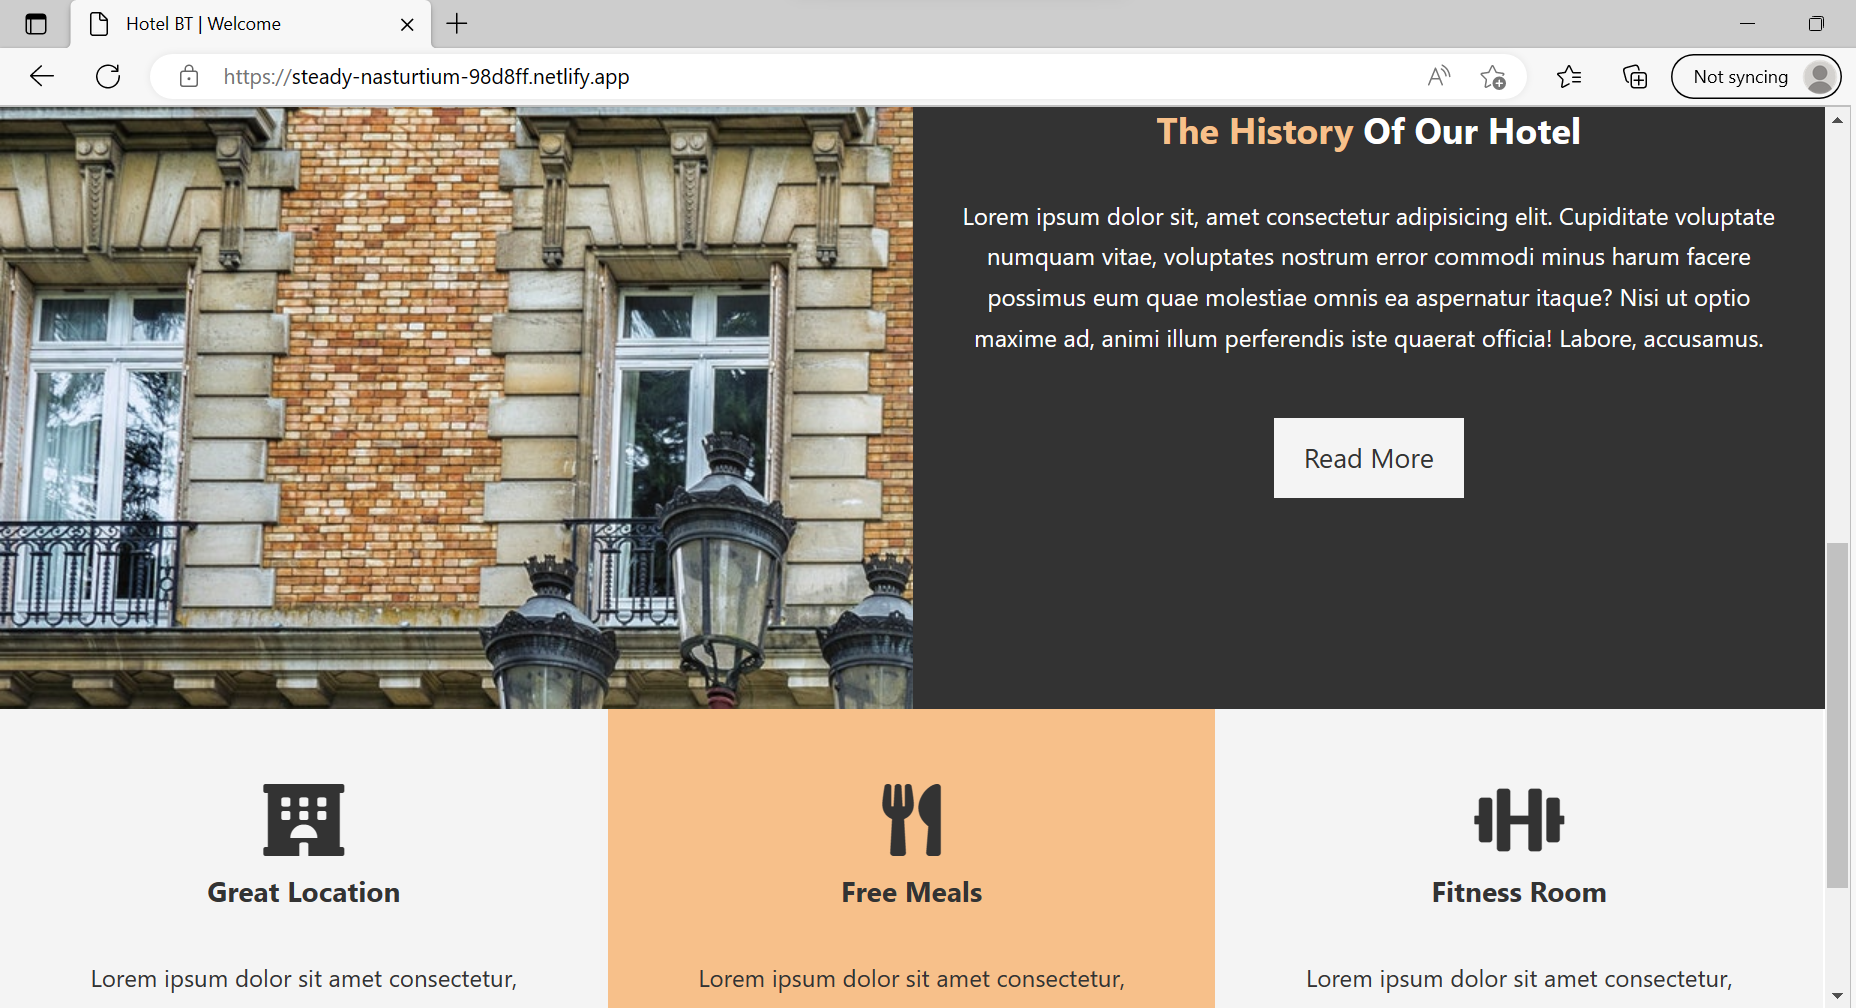 Hotel BT | Welcome
https://steady-nasturtium-98d8ff.netlify.app
Not syncing
The History Of Our Hotel
Lorem ipsum dolor sit, amet consectetur adipisicing elit. Cupiditate voluptate
numquam vitae, voluptates nostrum error commodi minus harum facere
possimus eum quae molestiae omnis ea aspernatur itaque? Nisi ut optio
maxime ad, animi illum perferendis iste quaerat officia! Labore, accusamus.
Read More
Great Location
Free Meals
Fitness Room
Lorem ipsum dolor sit amet consectetur,
Lorem ipsum dolor sit amet consectetur,
Lorem ipsum dolor sit amet consectetur,